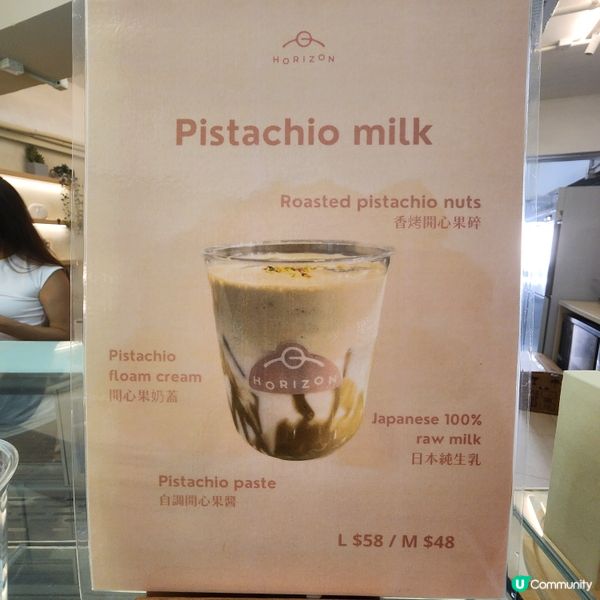 HORIZON
Pistachio milk
Roasted pistachio nuts
香烤開心果碎
HORIZON
Pistachio
floam cream
開心果奶蓋
Japanese 100%
raw milk
日本純生乳
Pistachio paste
自調開心果醬
L $58 / M $48
U Community